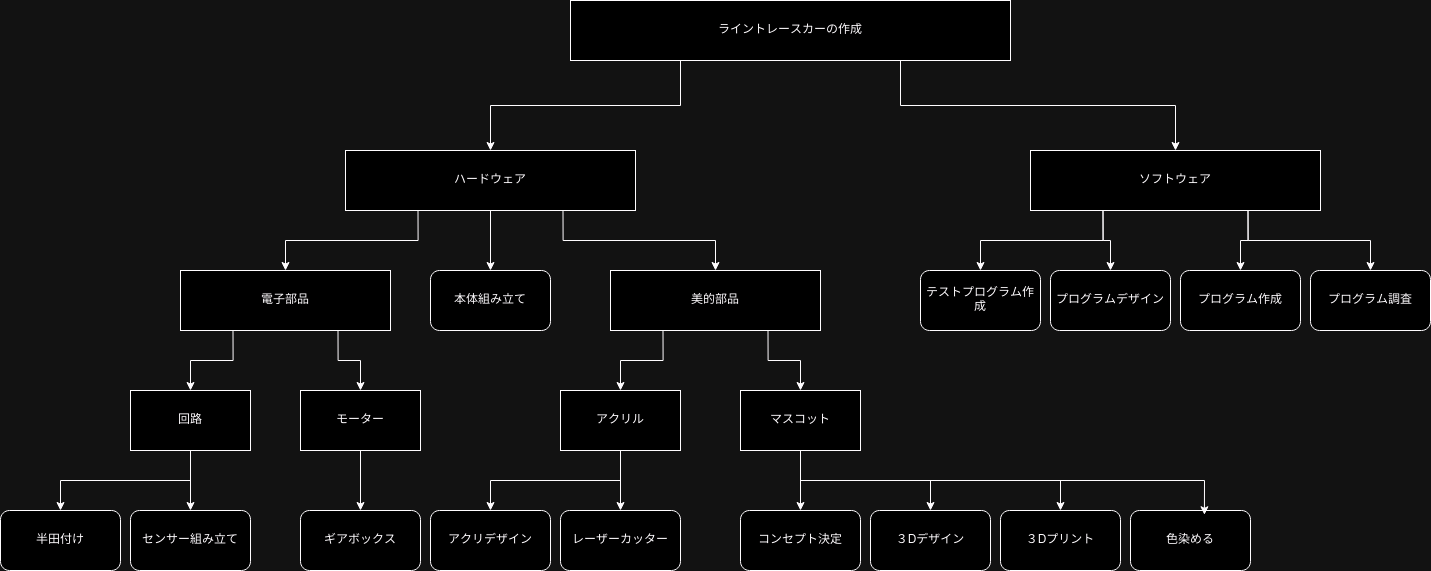 ライントレースカーの作成
ハードウェア
ソフトウェア
電子部品
本体組み立て
美的部品
テストプログラム作
成
プログラムデザイン
プログラム作成
プログラム調査
回路
モーター
アクリル
マスコット
半田付け
センサー組み立て
ギアボックス
アクリデザイン
レーザーカッター
コンセプト決定
３Dデザイン
３Dプリント
色染める